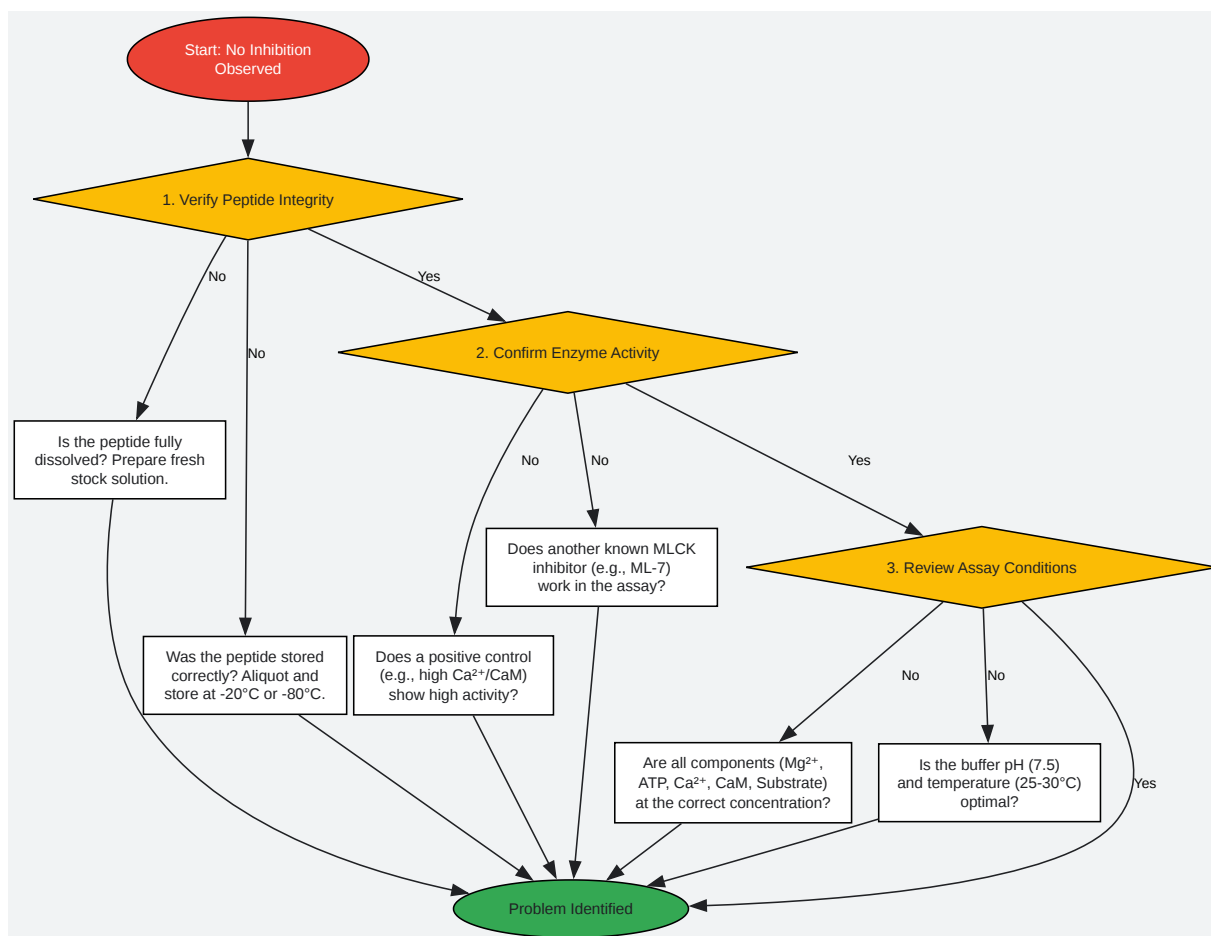 Start: No Inhibition
Observed
1. Verify Peptide Integrity
No
Yes
No
2. Confirm Enzyme Activity
Is the peptide fully
dissolved? Prepare fresh
stock solution.
No
No
Yes
Does another known MLCK
inhibitor (e.g., ML-7)
work in the assay?
3. Review Assay Conditions
Was the peptide stored
correctly? Aliquot and
store at -20°C or -80°C.
Does a positive control
(e.g., high Ca²⁺/CaM)
show high activity?
No
No
Yes
Are all components (Mg²⁺,
ATP, Ca²⁺, CaM, Substrate)
at the correct concentration?
Is the buffer pH (7.5)
and temperature (25-30°C)
optimal?
Problem Identified